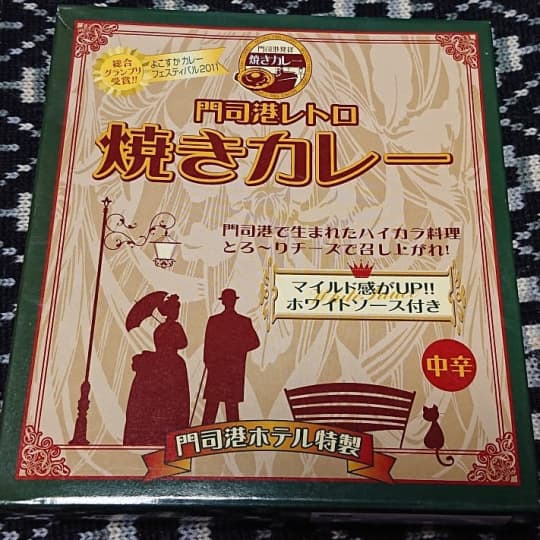 総合
グランプリ
受賞!!
よこすかカレー
フェスティバル2011
門司港発祥
焼きカレー
門司港レトロ
焼きカレー
門司港で生まれたハイカラ料理
とろ〜りチーズで召し上がれ!
マイルド感がUP!!
ホワイトソース付き
中辛
門司港ホテル特製